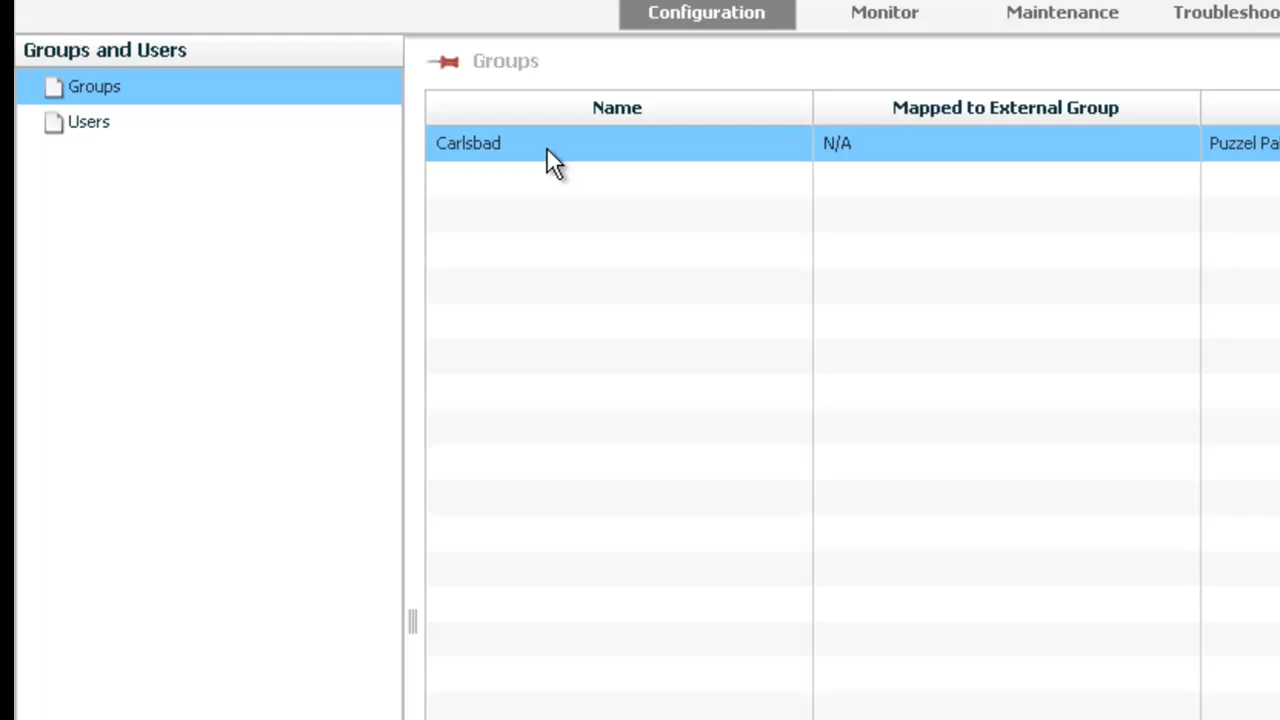 Configuration Monitor Maintenance Troubleshoo
Groups and Users
Groups
Users
Groups
Name Mapped to External Group
Carlsbad N/A Puzzel Pa